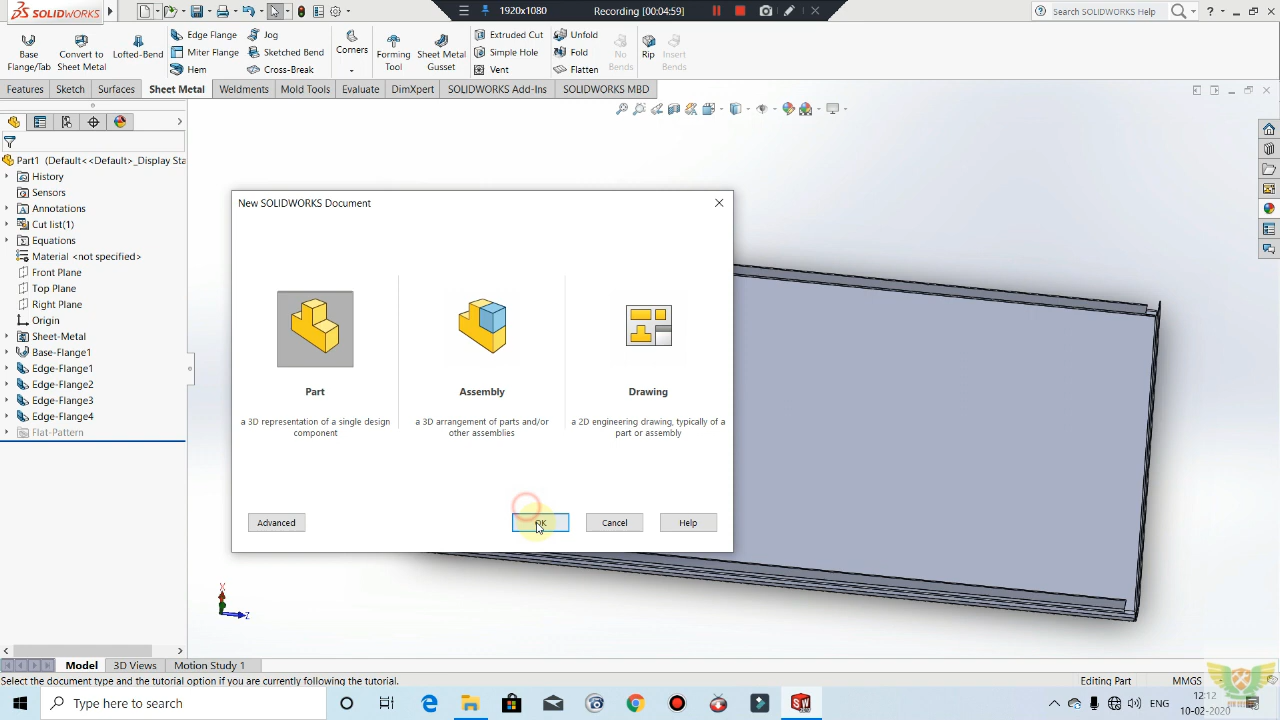 SOLIDWORKS
1920x1080
Recording [00:04:59]
Search SOLIDWORKS Help
Base Flange/Tab
Convert to Sheet Metal
Lofted-Bend
Edge Flange
Miter Flange
Hem
Jog
Sketched Bend
Cross-Break
Corners
Forming Tool
Sheet Metal Gusset
Extruded Cut
Simple Hole
Vent
Unfold
Fold
Flatten
No Bends
Rip
Insert Bends
Features Sketch Surfaces Sheet Metal Weldments Mold Tools Evaluate DimXpert SOLIDWORKS Add-Ins SOLIDWORKS MBD
Part1 (Default<<Default>_Display Sta
History
Sensors
Annotations
Cut list(1)
Equations
Material <not specified>
Front Plane
Top Plane
Right Plane
Origin
Sheet-Metal
Base-Flange1
Edge-Flange1
Edge-Flange2
Edge-Flange3
Edge-Flange4
Flat-Pattern
New SOLIDWORKS Document
Part
a 3D representation of a single design
component
Assembly
a 3D arrangement of parts and/or
other assemblies
Drawing
a 2D engineering drawing, typically of a
part or assembly
Advanced OK Cancel Help
X
Z
Model 3D Views Motion Study 1
Select the document type and the tutorial option if you are currently following the tutorial.
Editing Part MMGS
Type here to search
ENG
12:12
10-02-2020